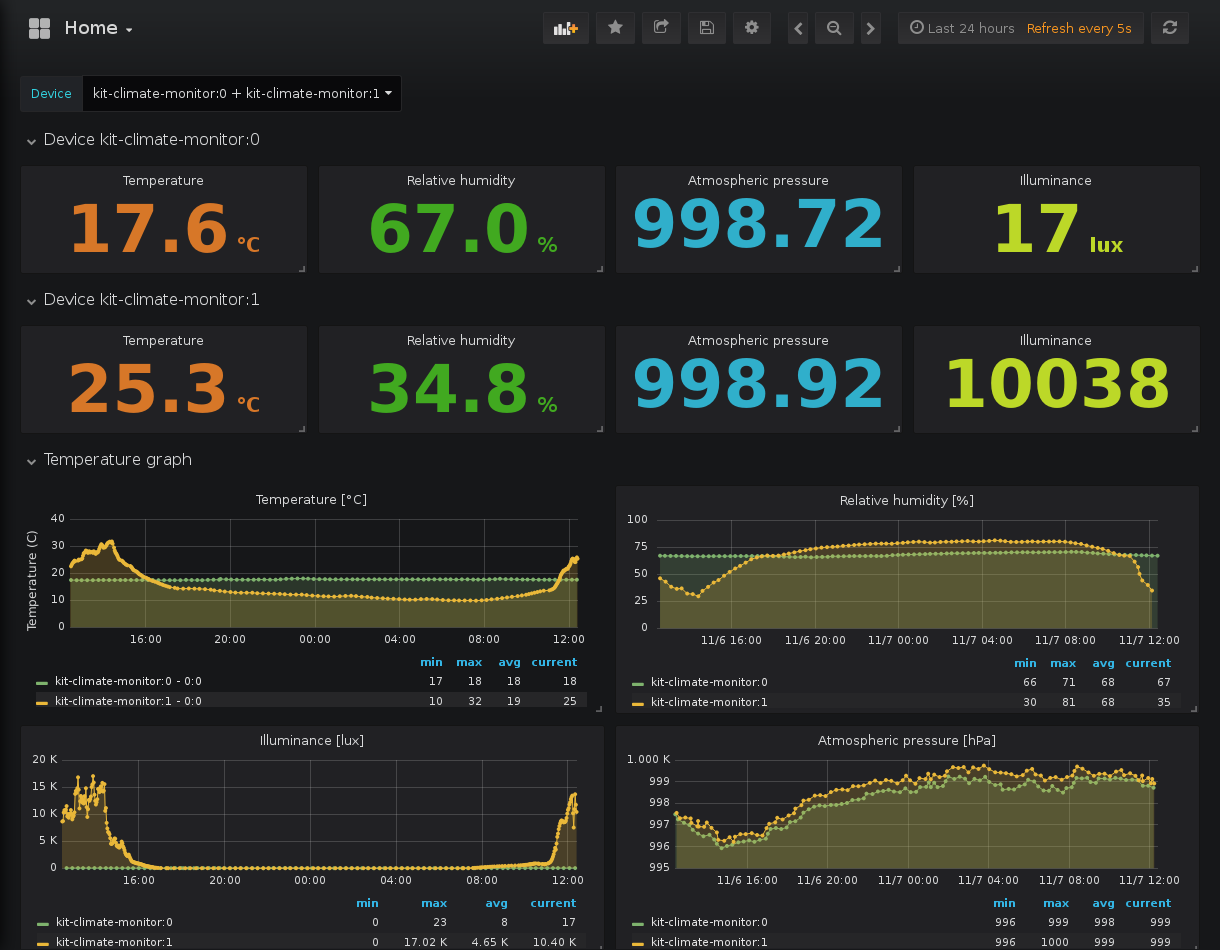 Home
Last 24 hours Refresh every 5s
Device kit-climate-monitor:0 + kit-climate-monitor:1
Device kit-climate-monitor:0
Temperature Relative humidity Atmospheric pressure Illuminance
17.6 °C 67.0 % 998.72 17 lux
Device kit-climate-monitor:1
Temperature Relative humidity Atmospheric pressure Illuminance
25.3 °C 34.8 % 998.92 10038
Temperature graph
Temperature [°C]
Temperature (C)
40
30
20
10
0
16:00 20:00 00:00 04:00 08:00 12:00
min max avg current
kit-climate-monitor:0 - 0:0 17 18 18 18
kit-climate-monitor:1 - 0:0 10 32 19 25
Relative humidity [%]
100
75
50
25
0
11/6 16:00 11/6 20:00 11/7 00:00 11/7 04:00 11/7 08:00 11/7 12:00
min max avg current
kit-climate-monitor:0 66 71 68 67
kit-climate-monitor:1 30 81 68 35
Illuminance [lux]
20 K
15 K
10 K
5 K
0
16:00 20:00 00:00 04:00 08:00 12:00
min max avg current
kit-climate-monitor:0 0 23 8 17
kit-climate-monitor:1 0 17.02 K 4.65 K 10.40 K
Atmospheric pressure [hPa]
1.000 K
999
998
997
996
995
11/6 16:00 11/6 20:00 11/7 00:00 11/7 04:00 11/7 08:00 11/7 12:00
min max avg current
kit-climate-monitor:0 996 999 998 999
kit-climate-monitor:1 996 1000 999 999